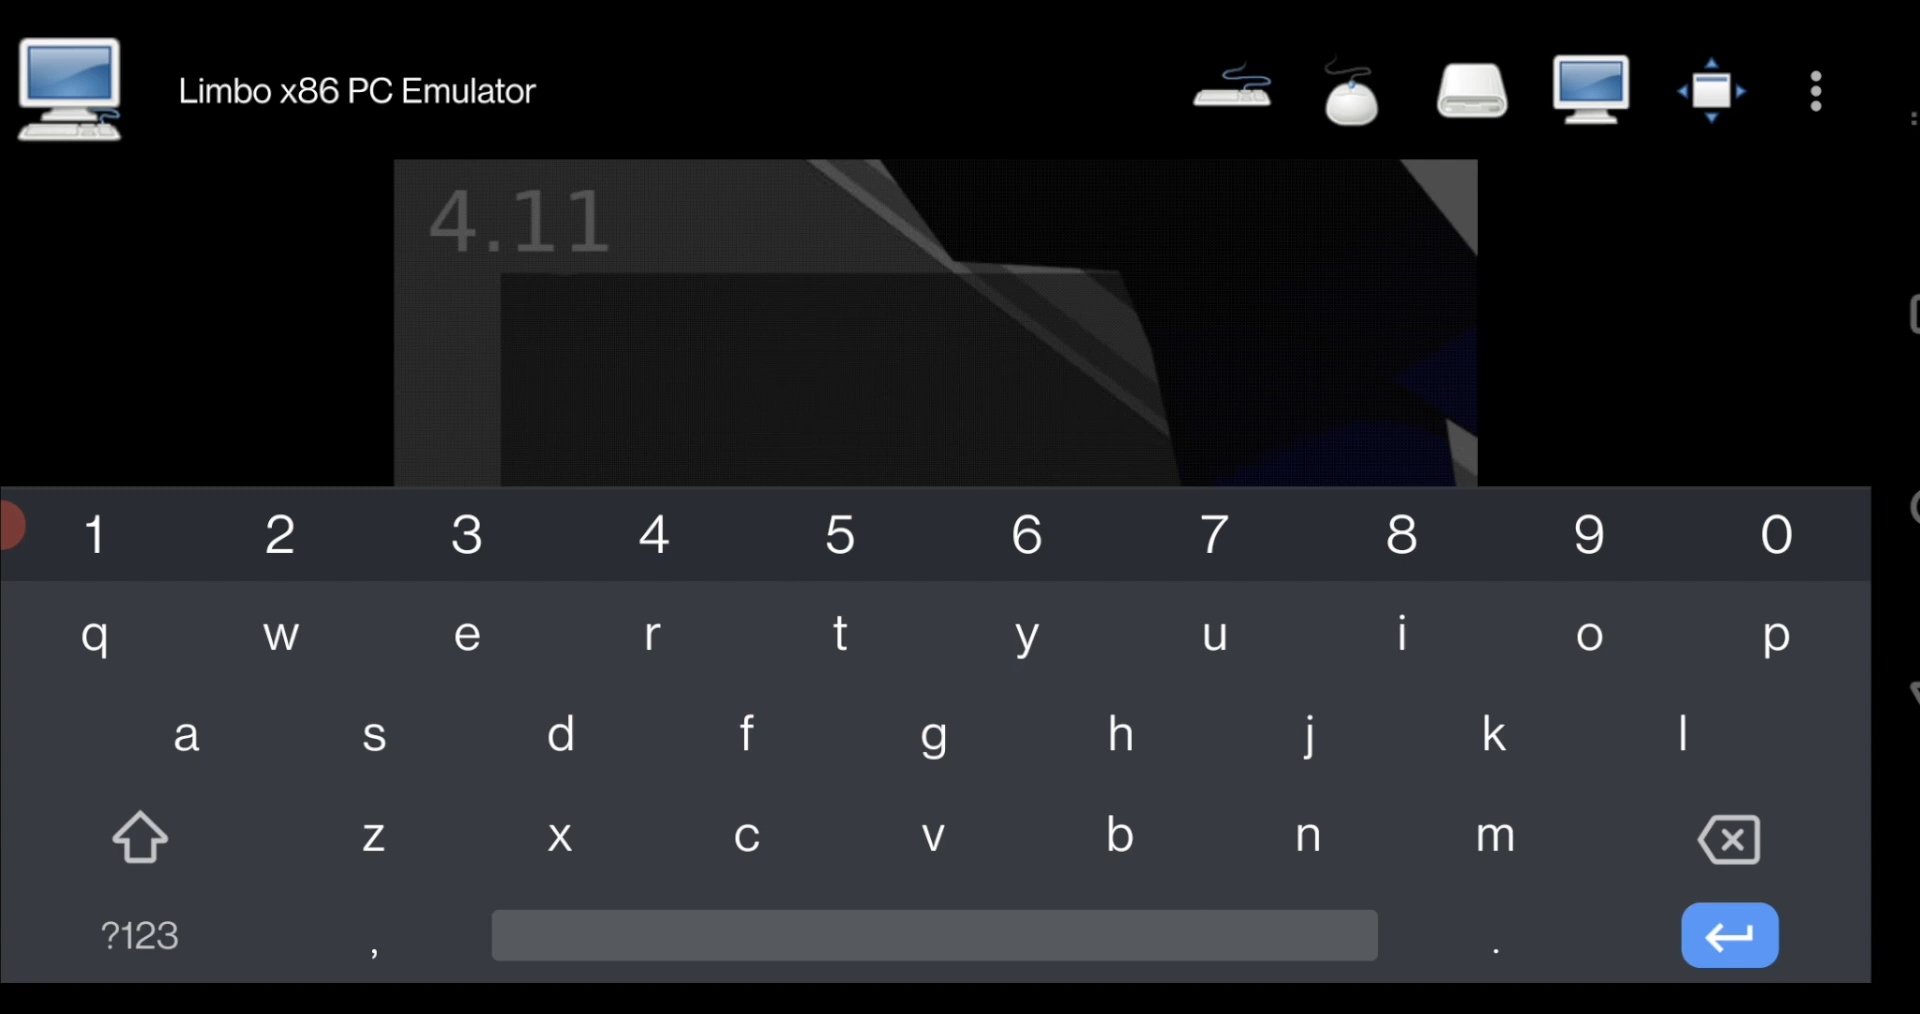 Limbo x86 PC Emulator
4.11
1 2 3 4 5 6 7 8 9 0
q w e r t y u i o p
a s d f g h j k l
z x c v b n m
?123 , .